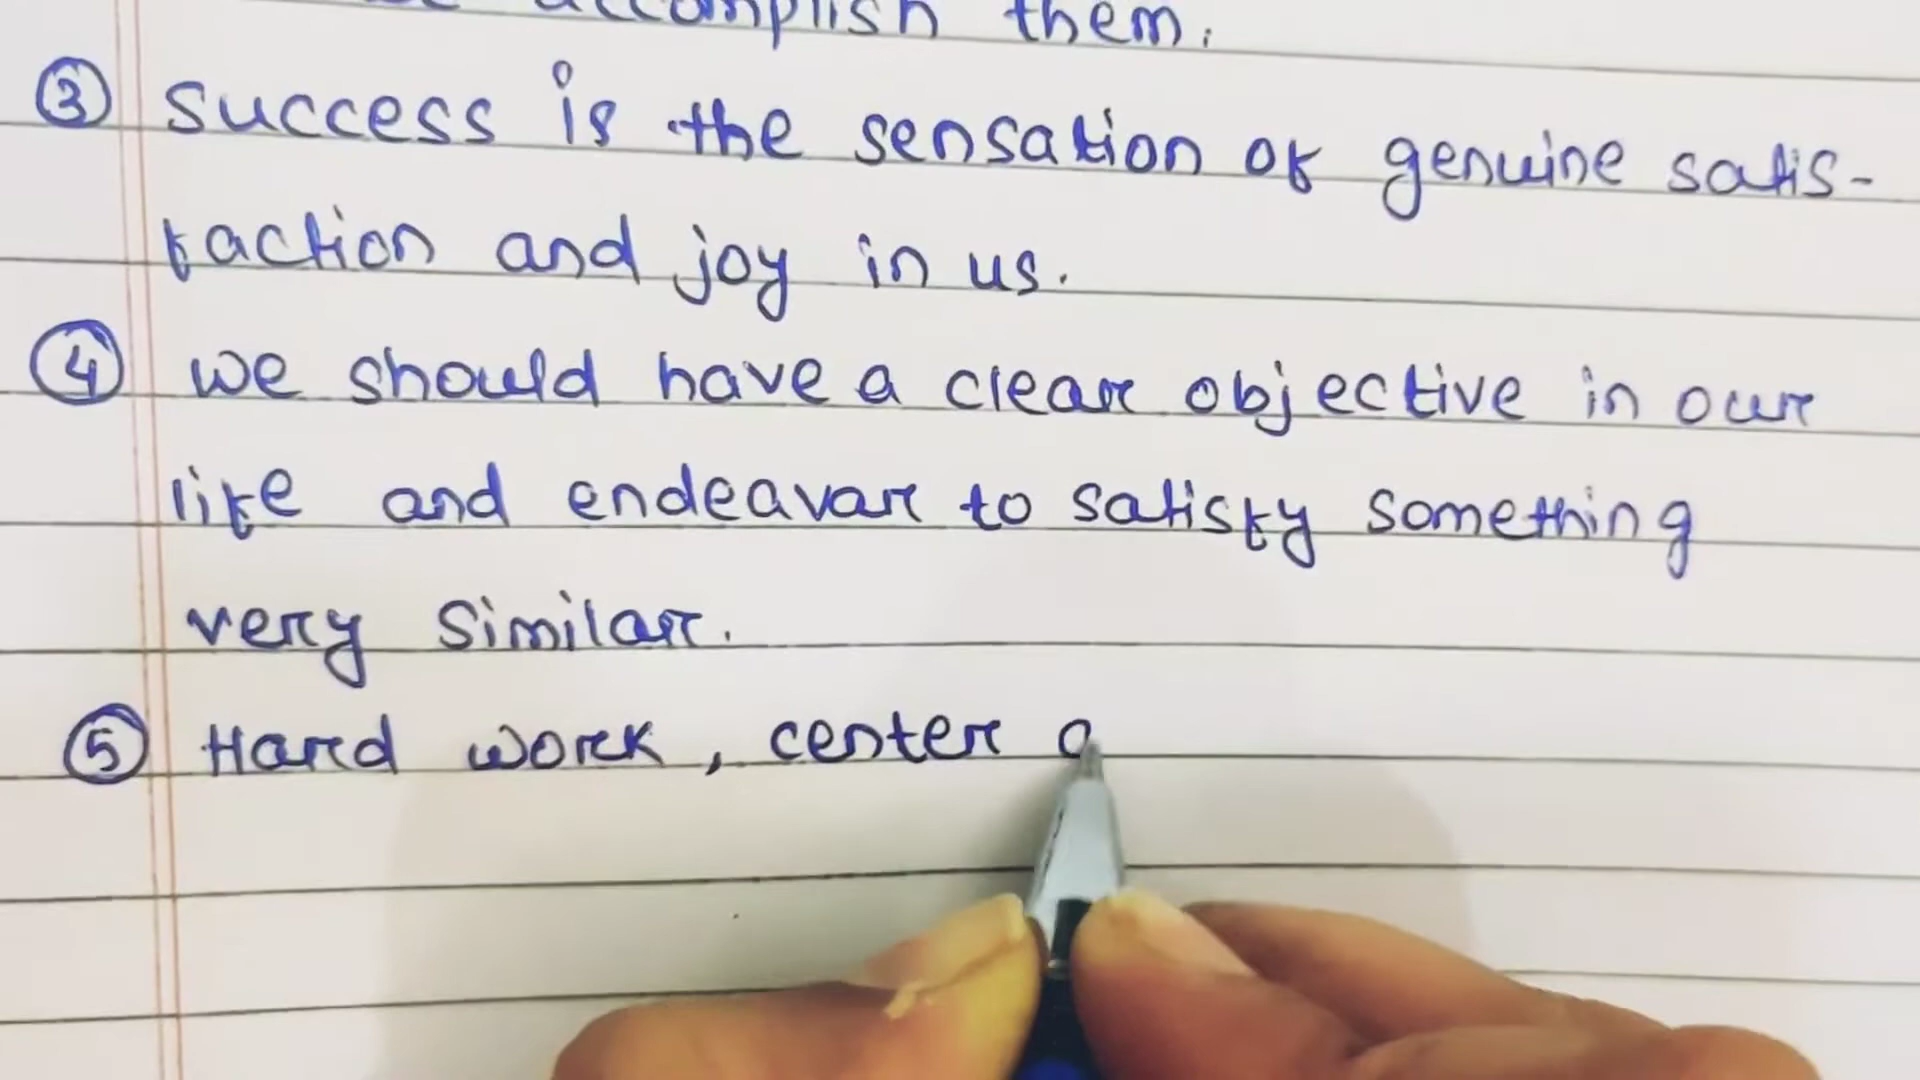 accomplish them.
③ success is the sensation of genuine satis-
faction and joy in us.
④ we should have a clear objective in our
life and endeavar to satisfy something
very similar.
⑤ Hard work, center a